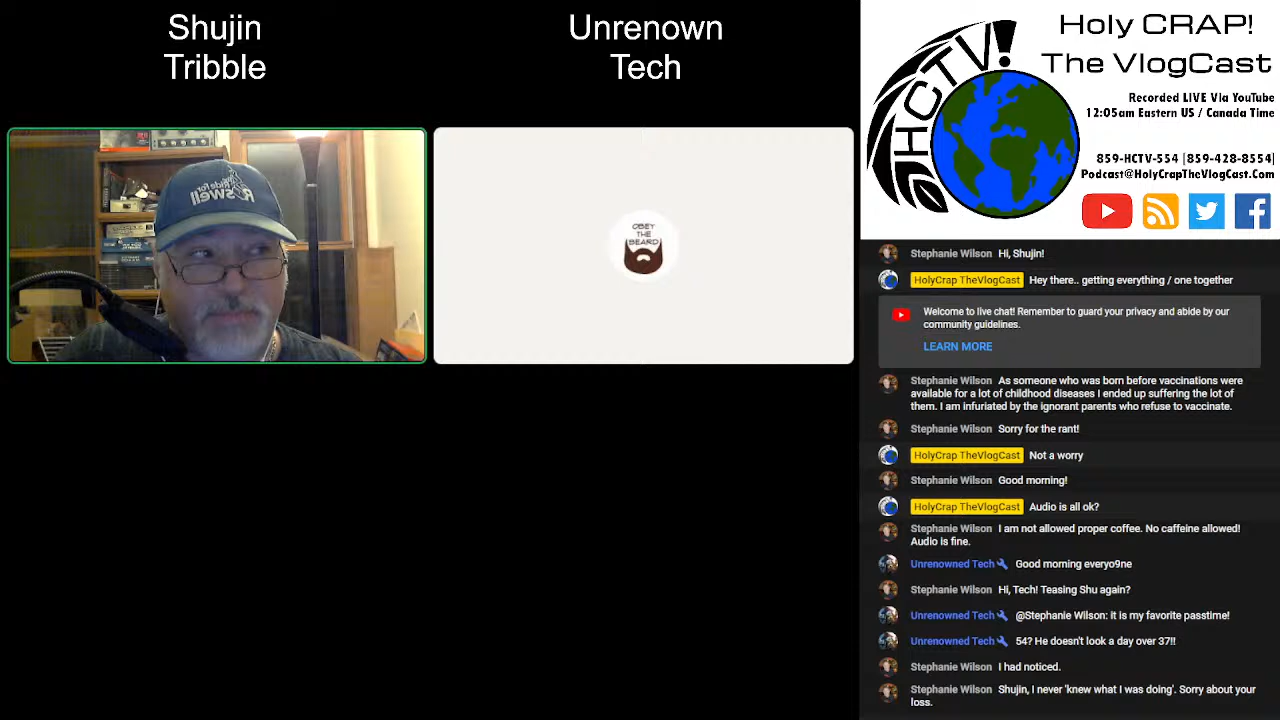 Shujin
Tribble
Unrenown
Tech
Ride for
Roswell
OBEY
THE
BEARD
HCTV!
Holy CRAP!
The VlogCast
Recorded LIVE Via YouTube
12:05am Eastern US / Canada Time
859-HCTV-554 [859-428-8554]
Podcast@HolyCrapTheVlogCast.Com
Stephanie Wilson Hi, Shujin!
HolyCrap TheVlogCast Hey there.. getting everything / one together
Welcome to live chat! Remember to guard your privacy and abide by our
community guidelines.
LEARN MORE
Stephanie Wilson As someone who was born before vaccinations were
available for a lot of childhood diseases I ended up suffering the lot of
them. I am infuriated by the ignorant parents who refuse to vaccinate.
Stephanie Wilson Sorry for the rant!
HolyCrap TheVlogCast Not a worry
Stephanie Wilson Good morning!
HolyCrap TheVlogCast Audio is all ok?
Stephanie Wilson I am not allowed proper coffee. No caffeine allowed!
Audio is fine.
Unrenowned Tech Good morning everyo9ne
Stephanie Wilson Hi, Tech! Teasing Shu again?
Unrenowned Tech @Stephanie Wilson: it is my favorite passtime!
Unrenowned Tech 54? He doesn't look a day over 37!!
Stephanie Wilson I had noticed.
Stephanie Wilson Shujin, I never 'knew what I was doing'. Sorry about your
loss.